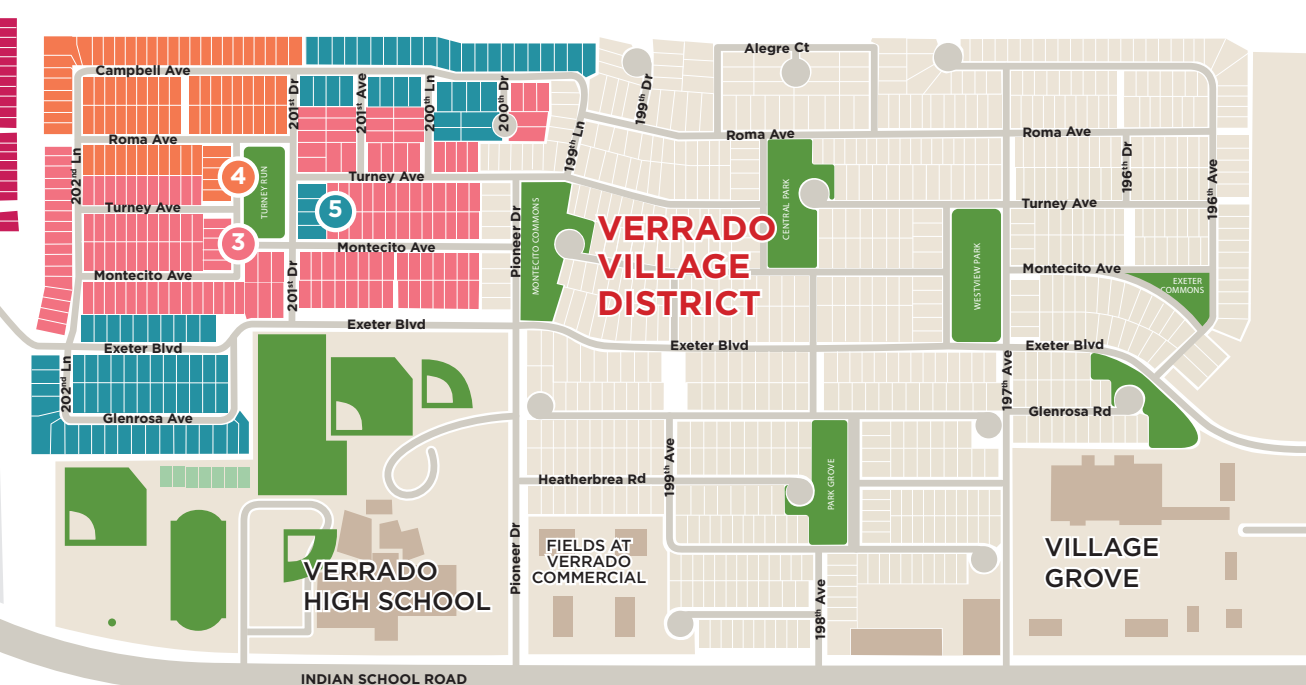 Alegre Ct
Campbell Ave
201st Dr
201st Ave
200th Ln
200th Dr
199th Dr
199th Ln
Roma Ave
Roma Ave
Roma Ave
202nd Ln
4
TURNEY RUN
Turney Ave
5
Turney Ave
3
Montecito Ave
Montecito Ave
201st Dr
Pioneer Dr
MONTECITO COMMONS
VERRADO
VILLAGE
DISTRICT
CENTRAL PARK
WESTVIEW PARK
196th Dr
196th Ave
Turney Ave
Montecito Ave
EXETER
COMMONS
Exeter Blvd
Exeter Blvd
Exeter Blvd
Exeter Blvd
202nd Ln
Glenrosa Ave
197th Ave
Glenrosa Rd
199th Ave
Heatherbrea Rd
PARK GROVE
Pioneer Dr
FIELDS AT
VERRADO
COMMERCIAL
VERRADO
HIGH SCHOOL
198th Ave
VILLAGE
GROVE
INDIAN SCHOOL ROAD